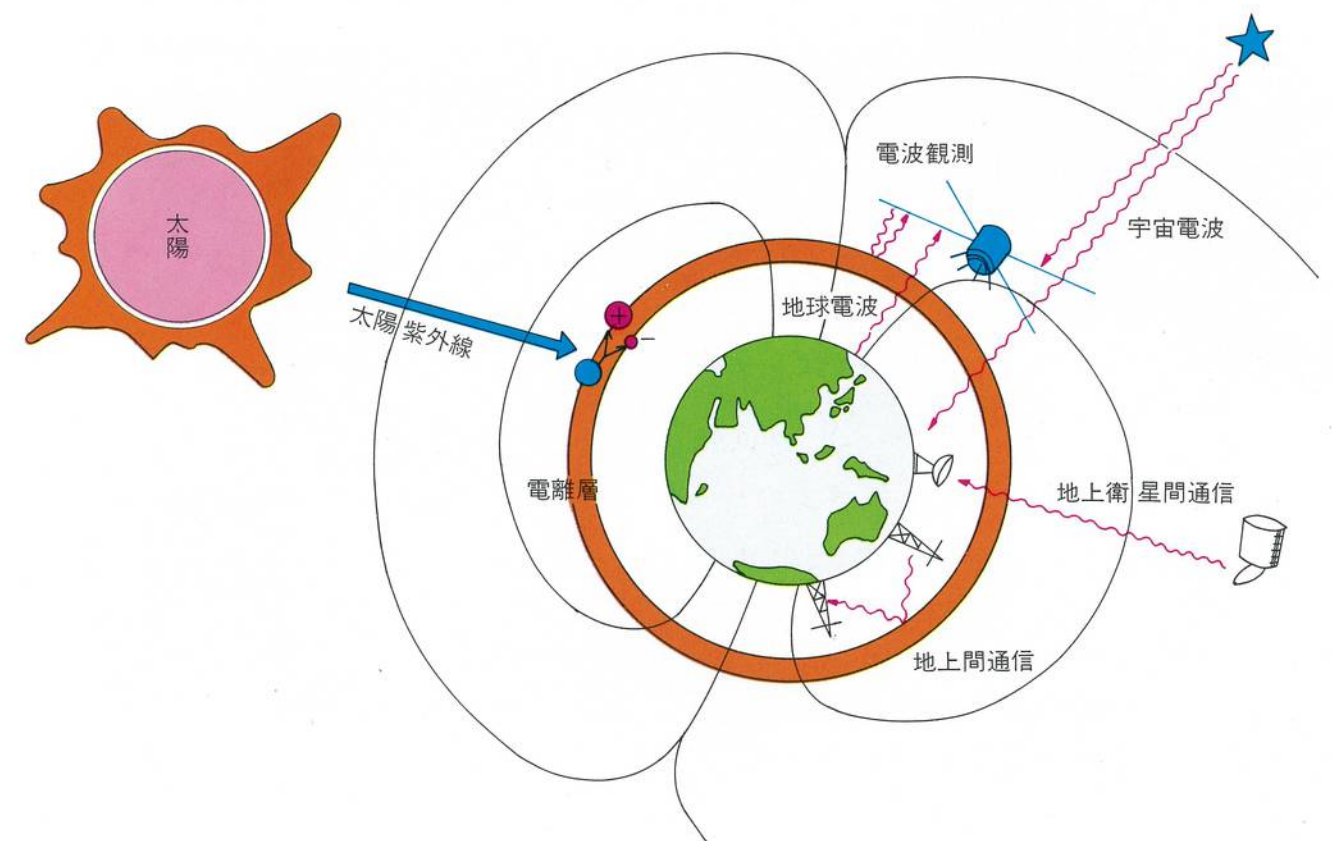 太陽
太陽 紫外線
+
−
電離層
電波観測
宇宙電波
地球電波
地上衛 星間通信
地上間通信